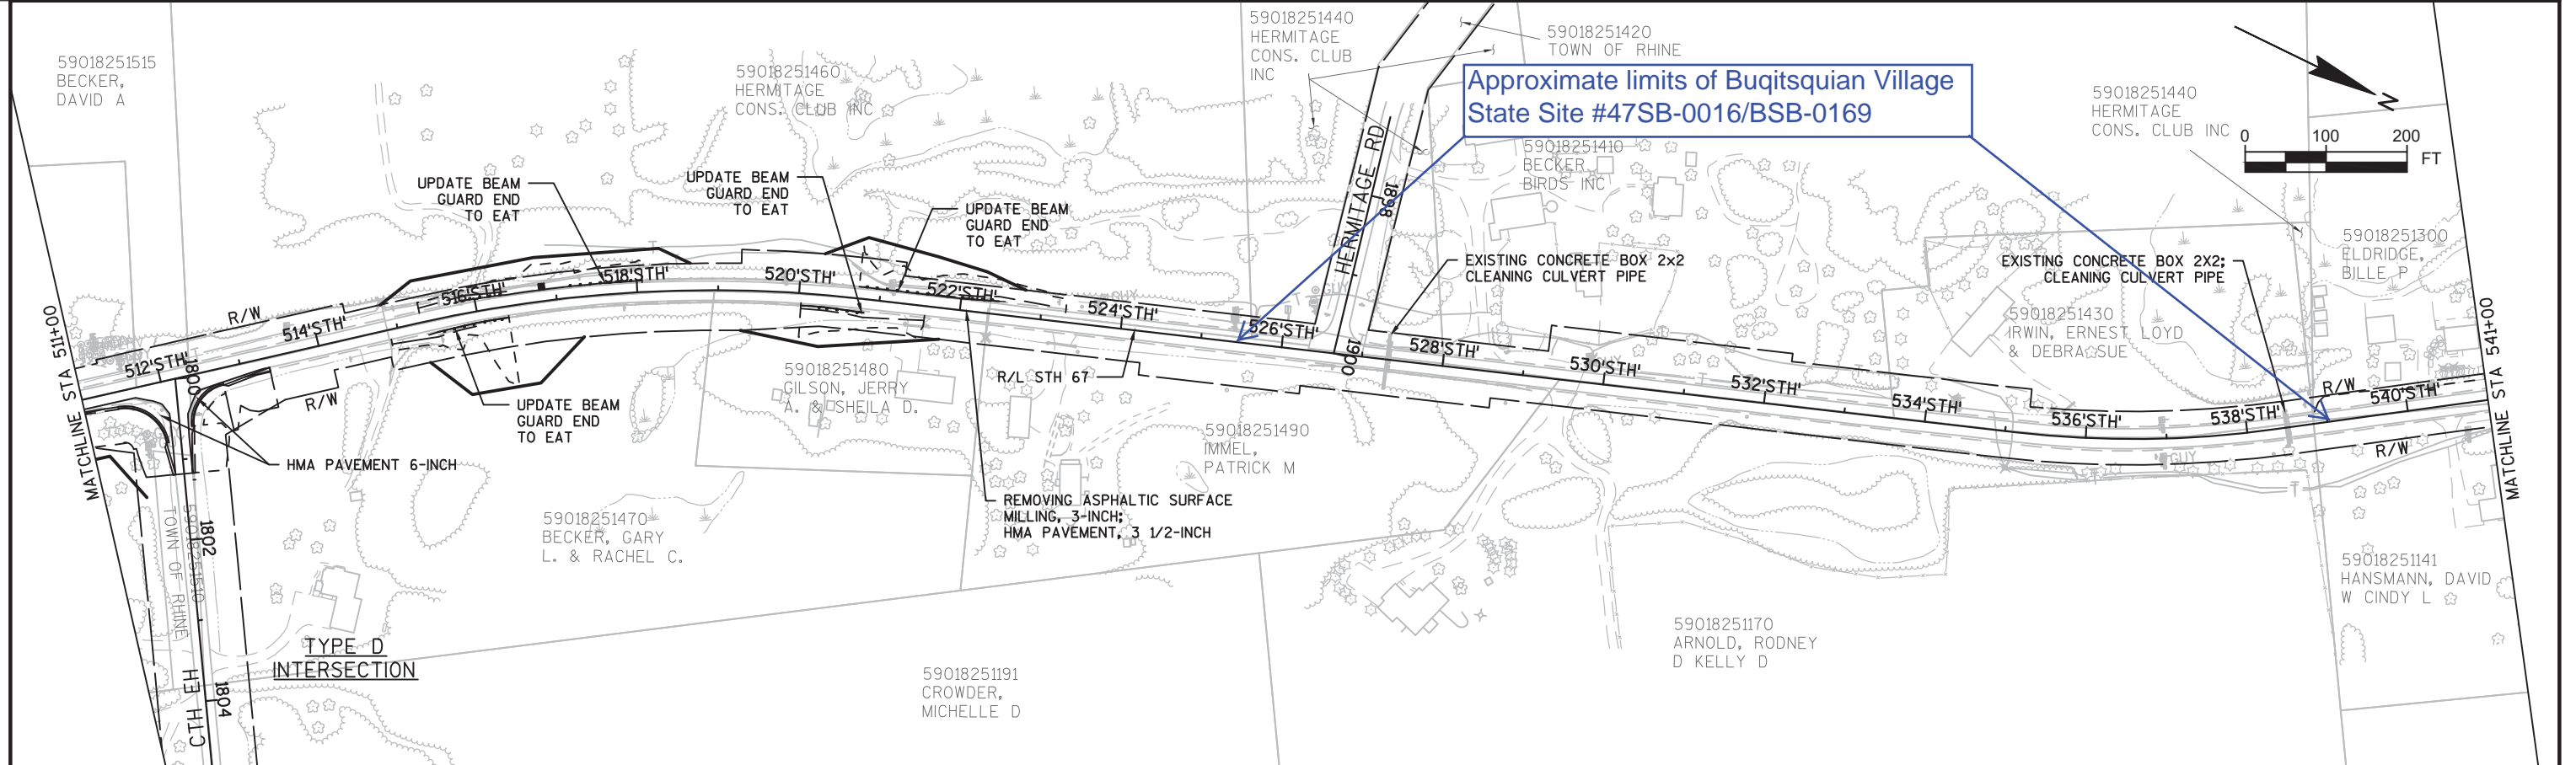 59018251515
BECKER,
DAVID A
59018251460
HERMITAGE
CONS. CLUB INC
59018251440
HERMITAGE
CONS. CLUB
INC
59018251420
TOWN OF RHINE
Approximate limits of Buqitsquian Village
State Site #47SB-0016/BSB-0169
59018251440
HERMITAGE
CONS. CLUB INC
N
0 100 200
FT
UPDATE BEAM
GUARD END
TO EAT
UPDATE BEAM
GUARD END
TO EAT
UPDATE BEAM
GUARD END
TO EAT
HERMITAGE RD
1898
1900
59018251410
BECKER
BIRDS INC
EXISTING CONCRETE BOX 2x2
CLEANING CULVERT PIPE
EXISTING CONCRETE BOX 2X2;
CLEANING CULVERT PIPE
59018251300
ELDRIDGE,
BILLE P
59018251430
IRWIN, ERNEST LOYD
& DEBRA SUE
MATCHLINE STA 511+00
R/W
512'STH'
514'STH'
516'STH'
518'STH'
520'STH'
522'STH'
524'STH'
526'STH'
528'STH'
530'STH'
532'STH'
534'STH'
536'STH'
538'STH'
540'STH'
GUY
GUY
GUY
GUY
R/W
R/W
MATCHLINE STA 541+00
1800
R/W
UPDATE BEAM
GUARD END
TO EAT
HMA PAVEMENT 6-INCH
59018251480
GILSON, JERRY
A. & SHEILA D.
R/L STH 67
59018251490
IMMEL,
PATRICK M
REMOVING ASPHALTIC SURFACE
MILLING, 3-INCH;
HMA PAVEMENT, 3 1/2-INCH
59018251470
BECKER, GARY
L. & RACHEL C.
TOWN OF RHINE
59018251510
1802
CTH EH
1804
TYPE D
INTERSECTION
59018251191
CROWDER,
MICHELLE D
59018251170
ARNOLD, RODNEY
D KELLY D
59018251141
HANSMANN, DAVID
W CINDY L